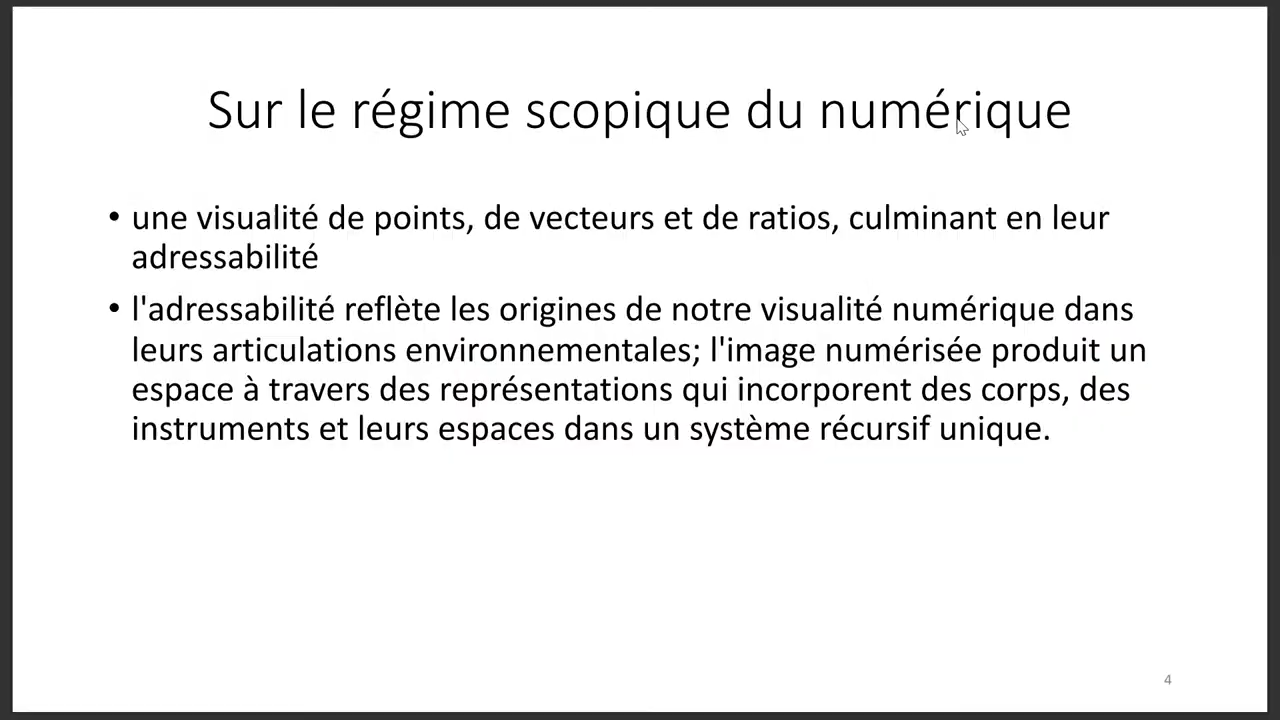 Sur le régime scopique du numérique
• une visualité de points, de vecteurs et de ratios, culminant en leur
adressabilité
• l'adressabilité reflète les origines de notre visualité numérique dans
leurs articulations environnementales; l'image numérisée produit un
espace à travers des représentations qui incorporent des corps, des
instruments et leurs espaces dans un système récursif unique.
4